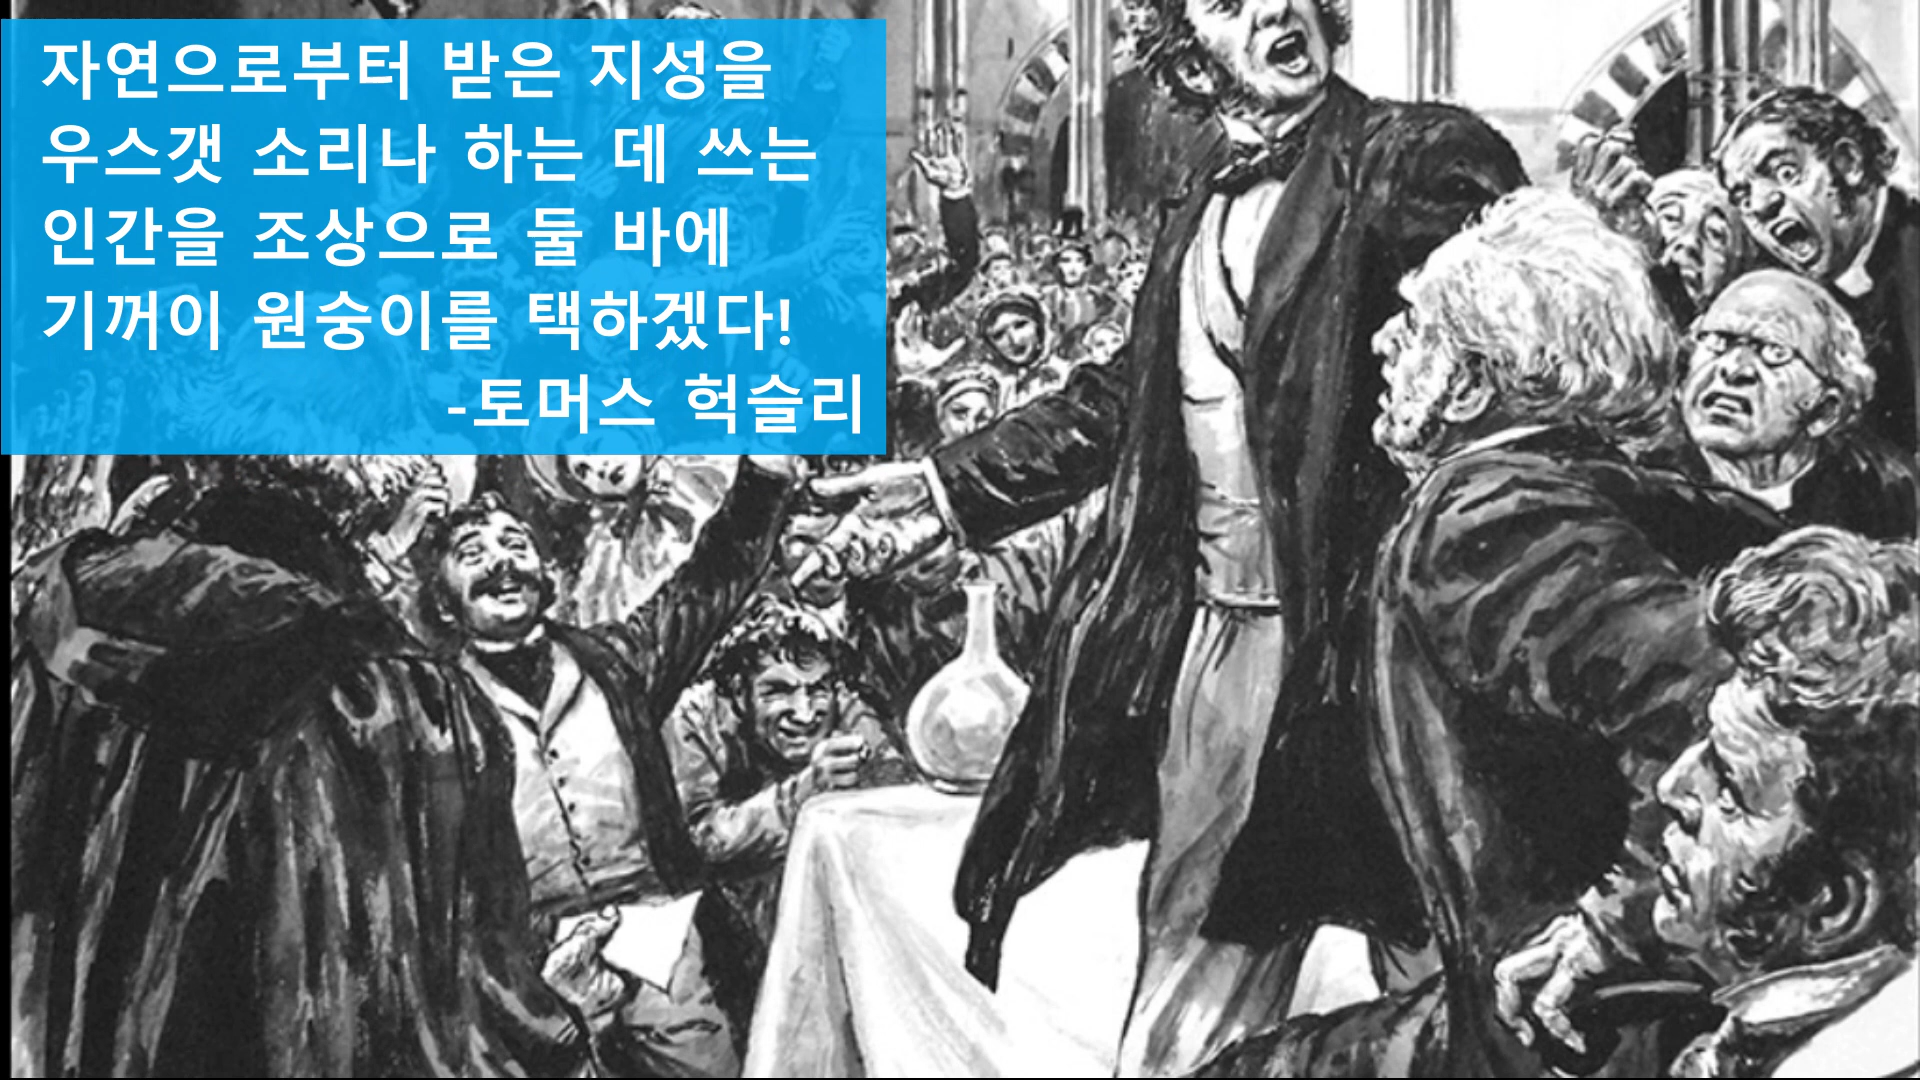 자연으로부터 받은 지성을
우스갯 소리나 하는 데 쓰는
인간을 조상으로 둘 바에
기꺼이 원숭이를 택하겠다!
-토머스 헉슬리